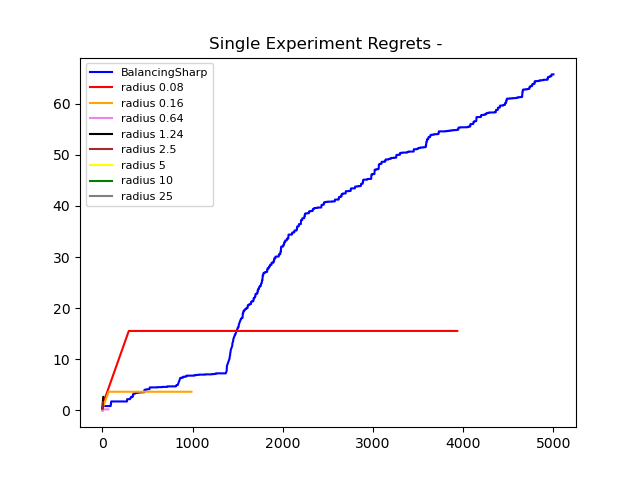 Single Experiment Regrets -
BalancingSharp
radius 0.08
radius 0.16
radius 0.64
radius 1.24
radius 2.5
radius 5
radius 10
radius 25
60
50
40
30
20
10
0
0 1000 2000 3000 4000 5000